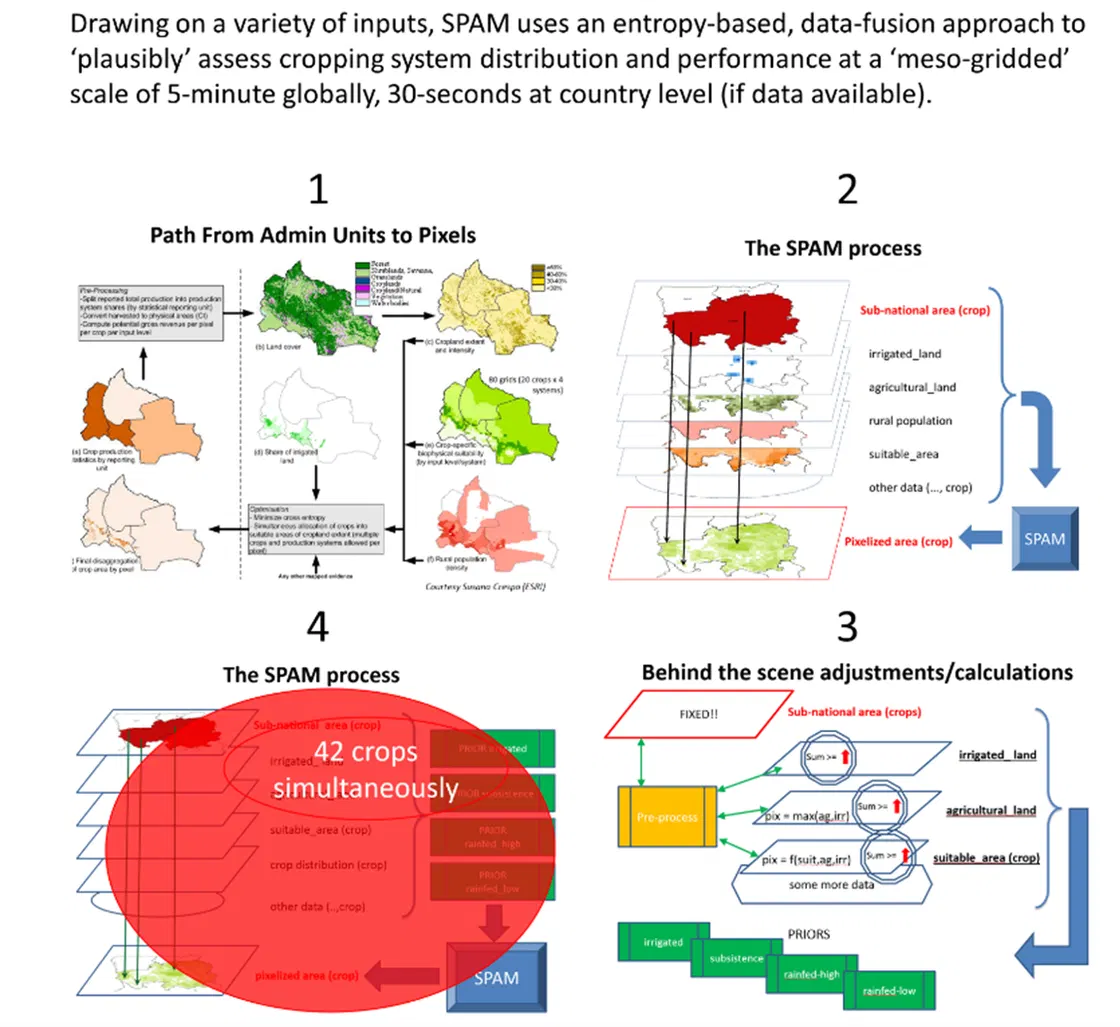 Drawing on a variety of inputs, SPAM uses an entropy-based, data-fusion approach to
‘plausibly’ assess cropping system distribution and performance at a ‘meso-gridded’
scale of 5-minute globally, 30-seconds at country level (if data available).
1
Path From Admin Units to Pixels
Pre-Processing
-Split reported total production into production
system shares (by statistical reporting unit)
-Convert harvested to physical areas (CI)
-Compute potential gross revenue per pixel
per crop per input level
Forest
Croplands
Cropland/Natural
Vegetation
Waterbodies
(b) Land cover
(c) Cropland extent
and intensity
80 grids (20 crops x 4
systems)
(a) Crop production
statistics by reporting
unit
(d) Share of irrigated
land
(e) Crop-specific
biophysical suitability
(by input level/system)
Optimisation
- Minimize cross entropy
- Simultaneous allocation of crops into
suitable areas of cropland extent (multiple
crops and production systems allowed per
pixel)
) Final disaggregation
of crop area by pixel
Any other mapped evidence
(f) Rural population
density
Courtesy Susana Crespo (ESRI)
2
The SPAM process
Sub-national area (crop)
irrigated_land
agricultural_land
rural population
suitable_area
other data (..., crop)
Pixelized area (crop)
SPAM
4
The SPAM process
Sub-national area (crop)
42 crops
simultaneously
irrigated_land
suitable_area (crop)
crop distribution (crop)
other data (..,crop)
pixelized area (crop)
PRIOR irrigated
PRIOR subsistence
PRIOR
rainfed_high
PRIOR
rainfed_low
SPAM
3
Behind the scene adjustments/calculations
FIXED!!
Sub-national area (crops)
Sum >=
irrigated_land
Pre-process
pix = max(ag,irr)
Sum >=
agricultural_land
pix = f(suit,ag,irr)
Sum >=
suitable_area (crop)
some more data
PRIORS
irrigated
subsistence
rainfed-high
rainfed-low